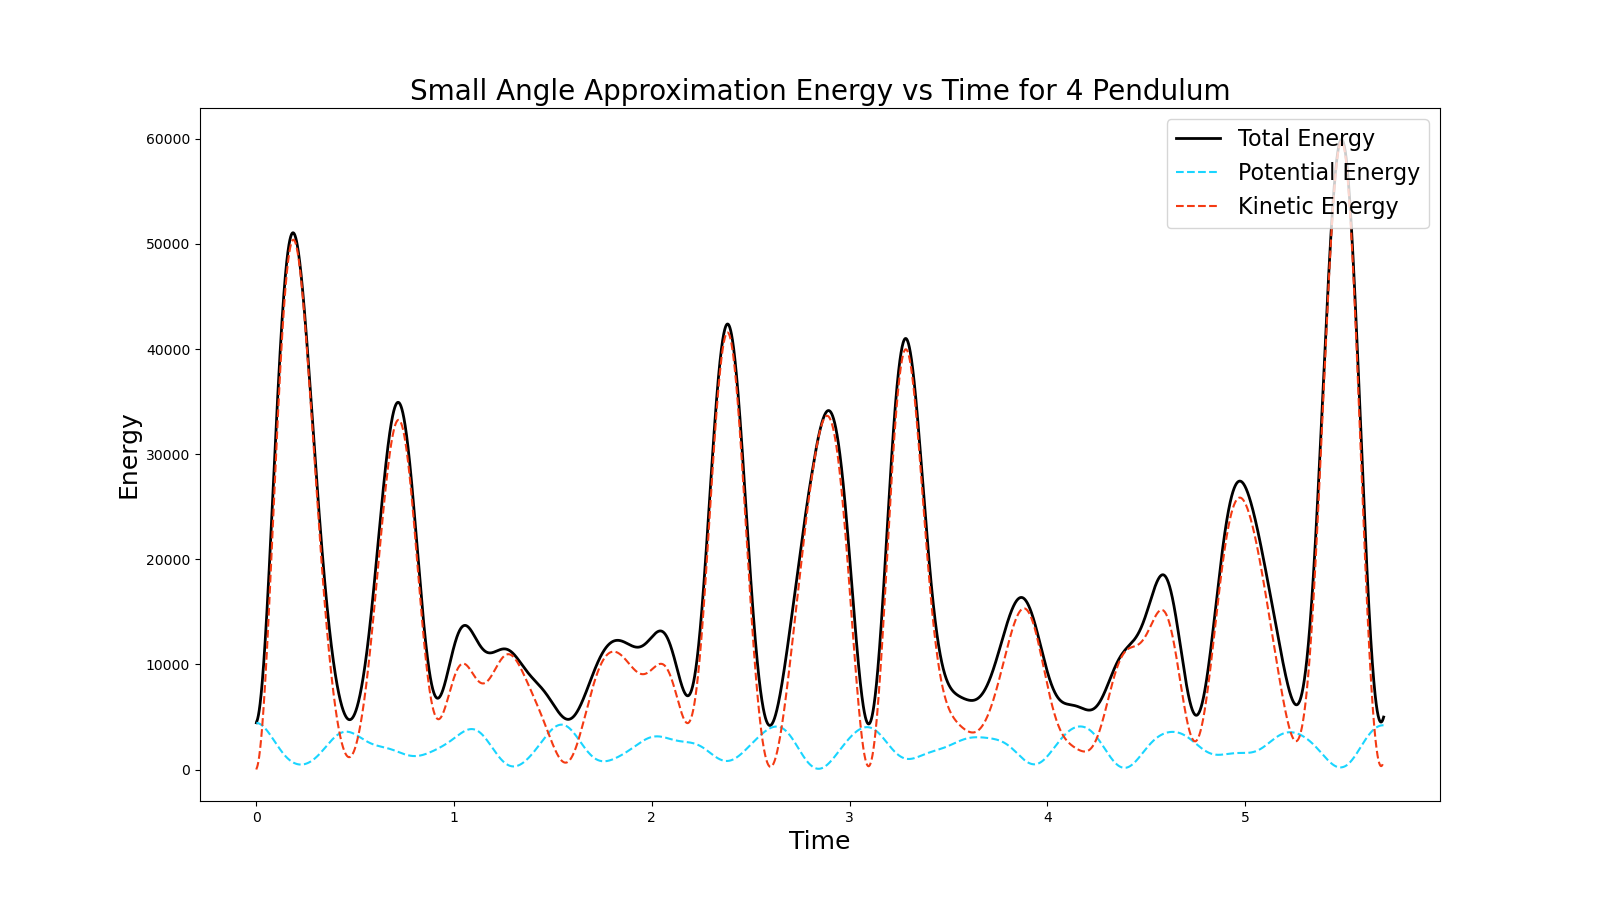 Small Angle Approximation Energy vs Time for 4 Pendulum
Total Energy
Potential Energy
Kinetic Energy
60000
50000
40000
30000
20000
10000
0
Energy
0 1 2 3 4 5
Time